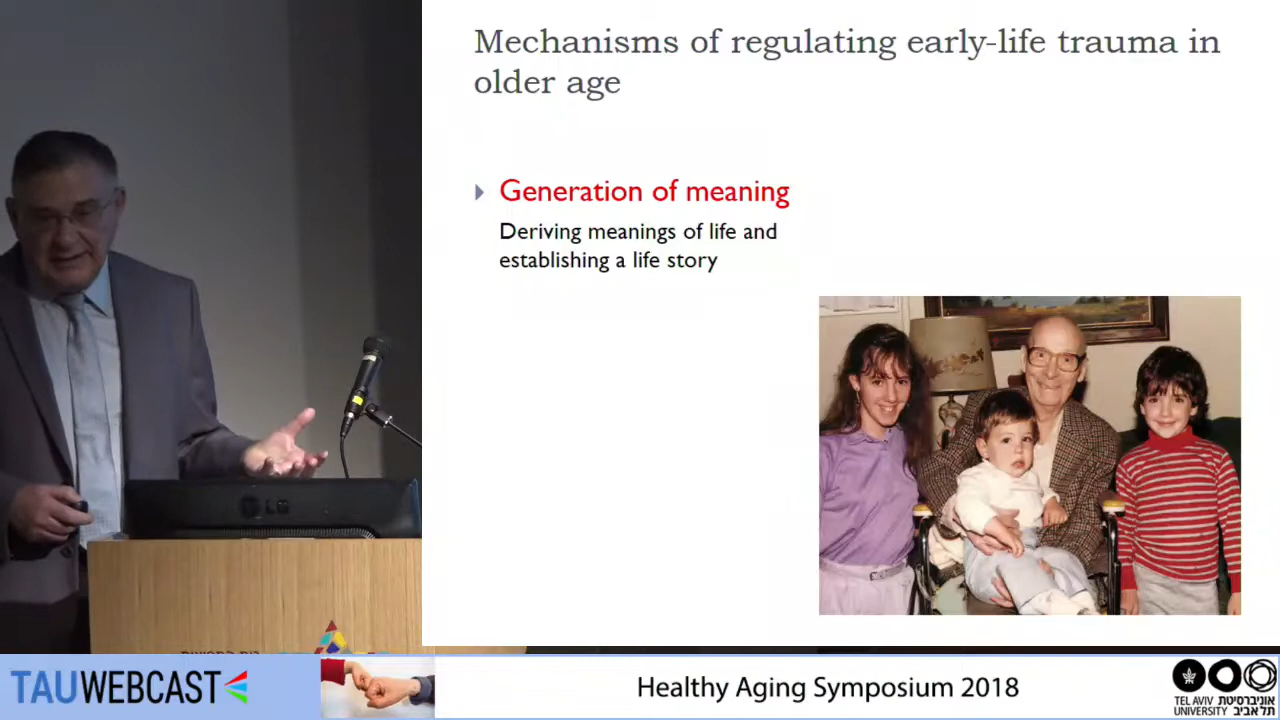 Mechanisms of regulating early-life trauma in
older age
Generation of meaning
Deriving meanings of life and
establishing a life story
LG
TAUWEBCAST
Healthy Aging Symposium 2018
TEL AVIV
UNIVERSITY
אוניברסיטת
תל אביב